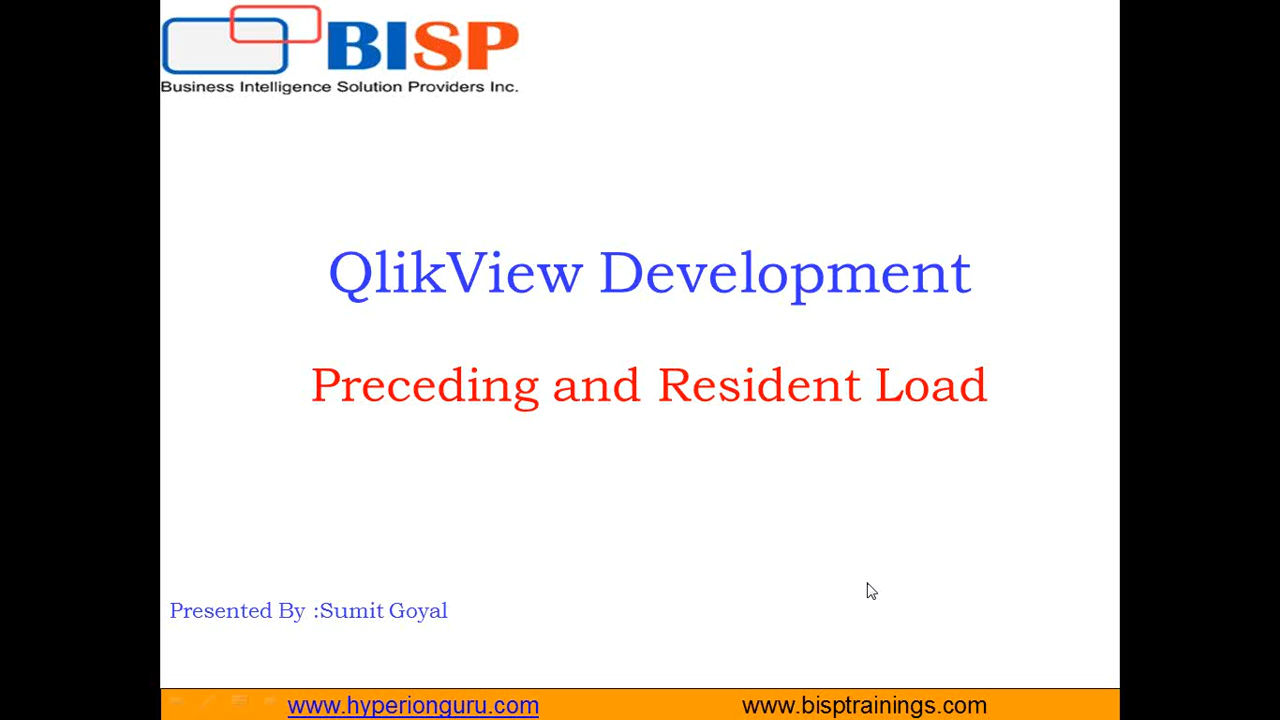 BISP
Business Intelligence Solution Providers Inc.
QlikView Development
Preceding and Resident Load
Presented By :Sumit Goyal
www.hyperionguru.com www.bisptrainings.com